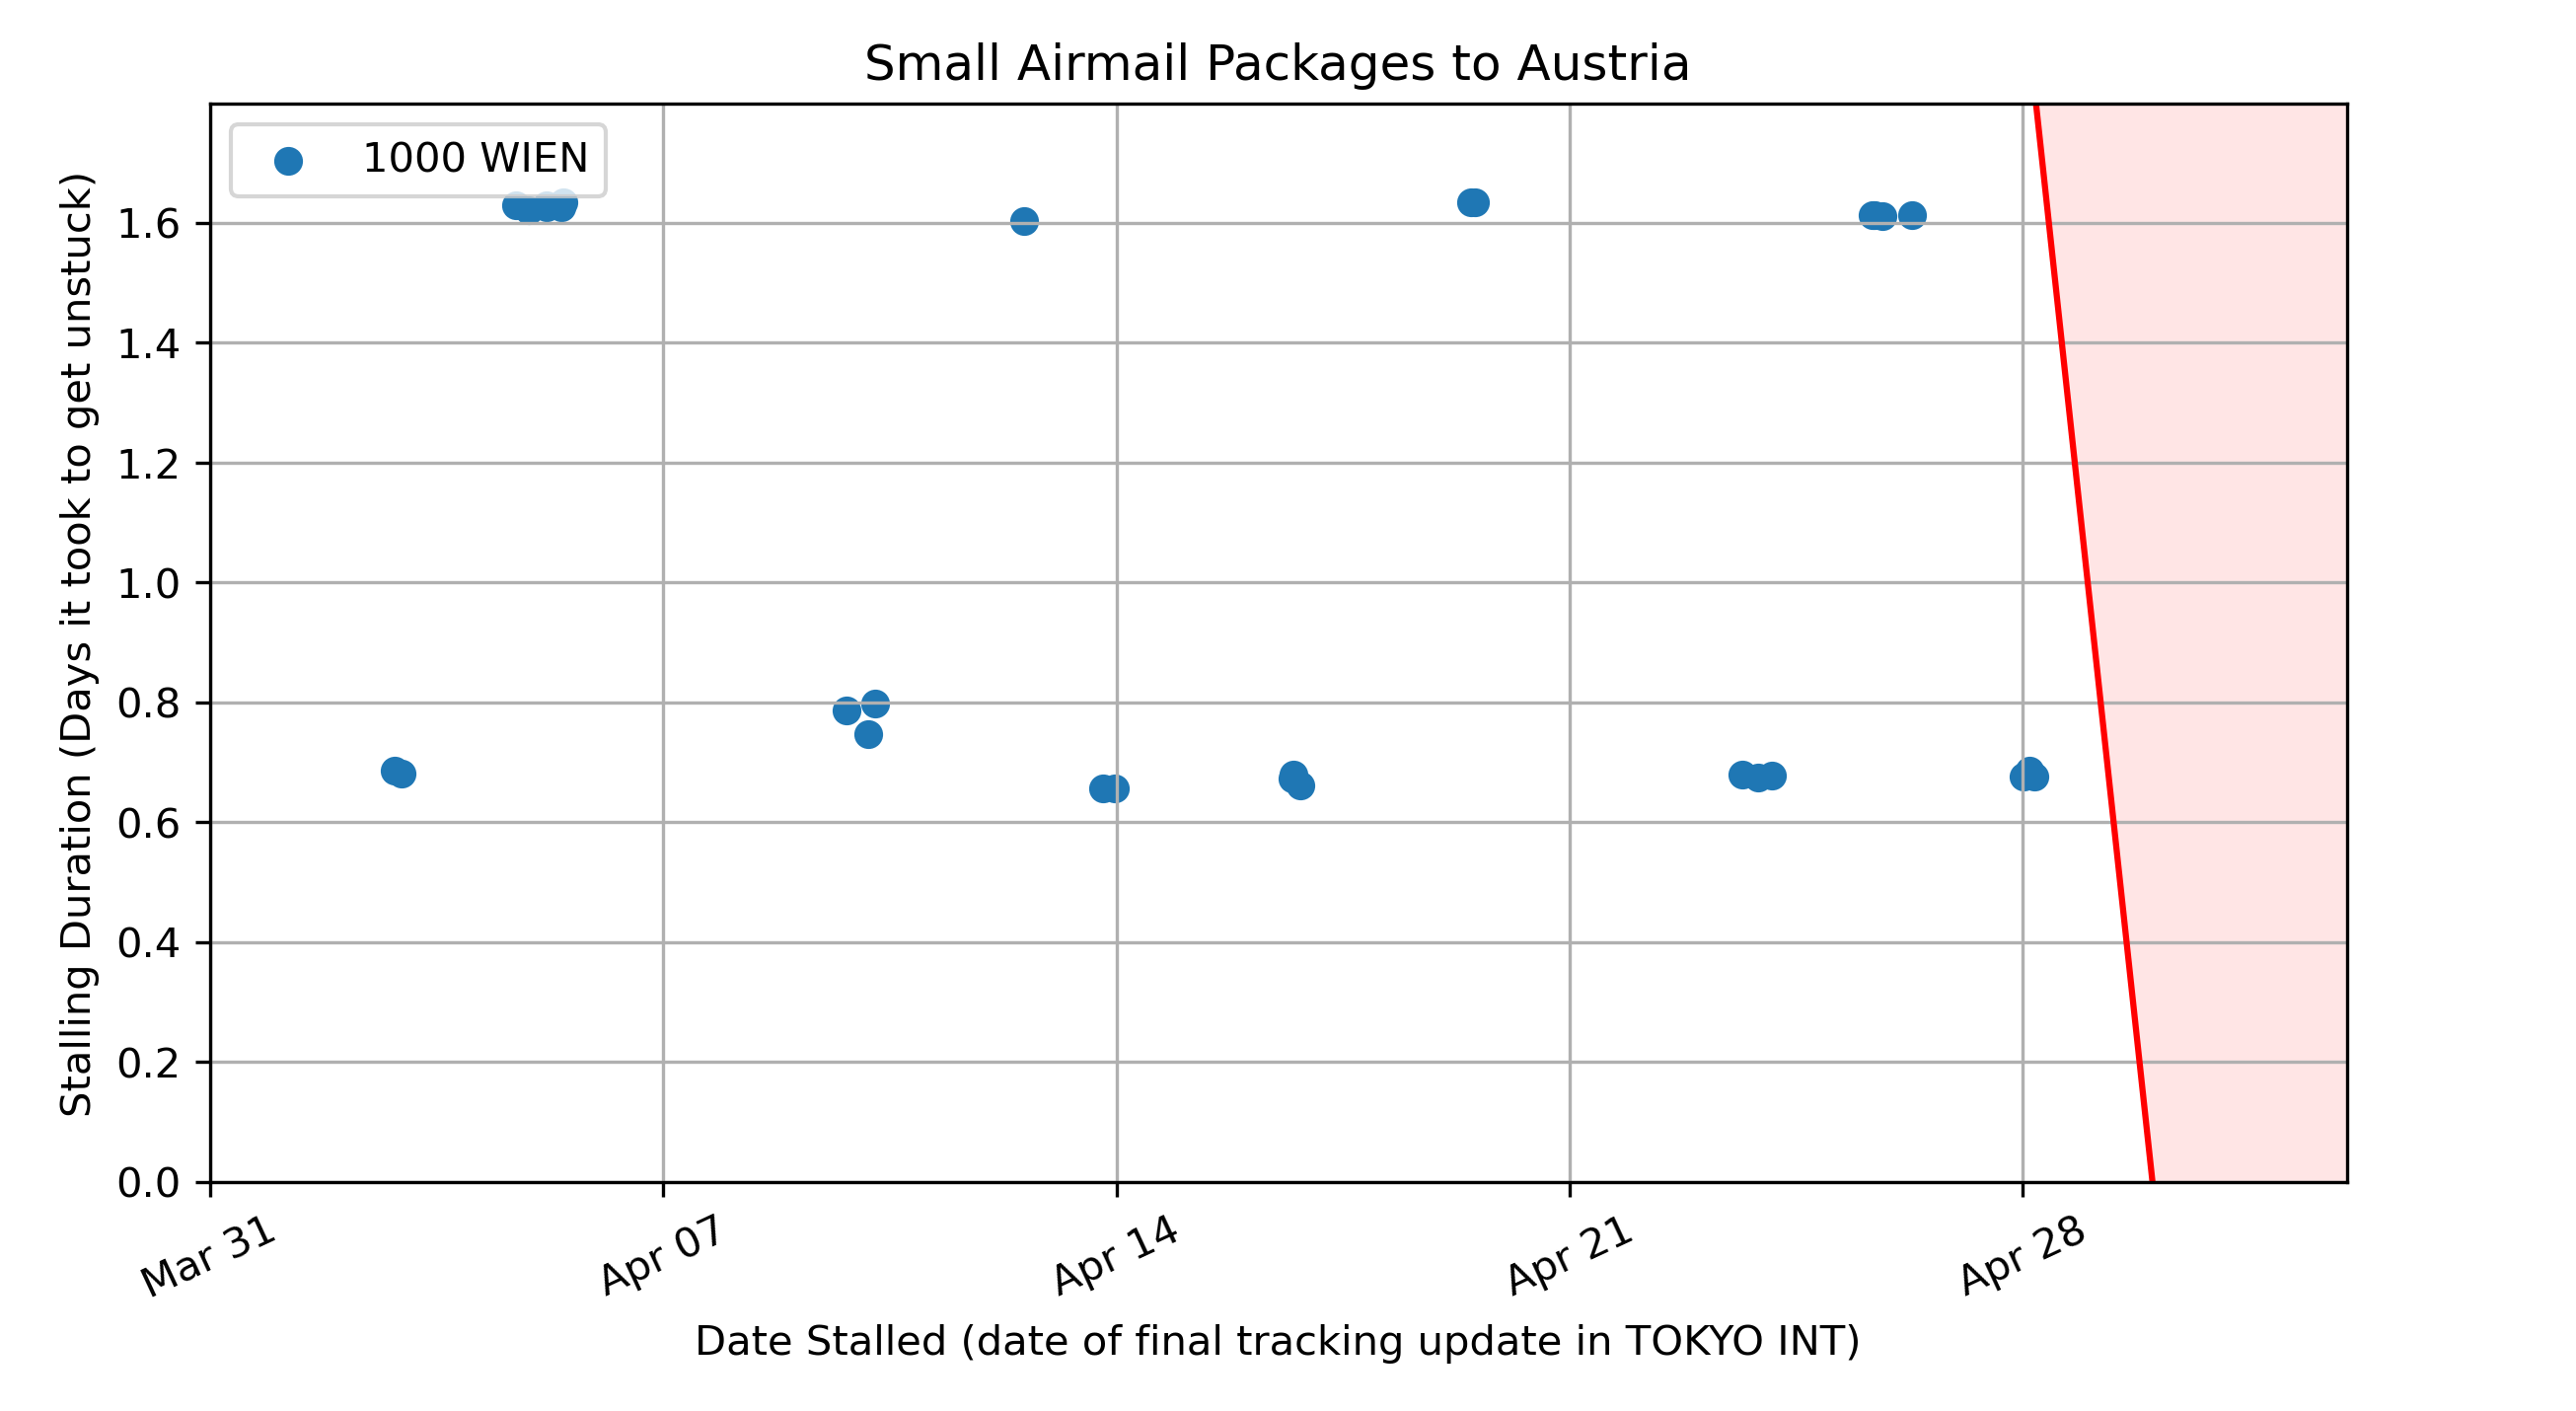 Small Airmail Packages to Austria
1000 WIEN
Stalling Duration (Days it took to get unstuck)
1.6
1.4
1.2
1.0
0.8
0.6
0.4
0.2
0.0
Mar 31
Apr 07
Apr 14
Apr 21
Apr 28
Date Stalled (date of final tracking update in TOKYO INT)